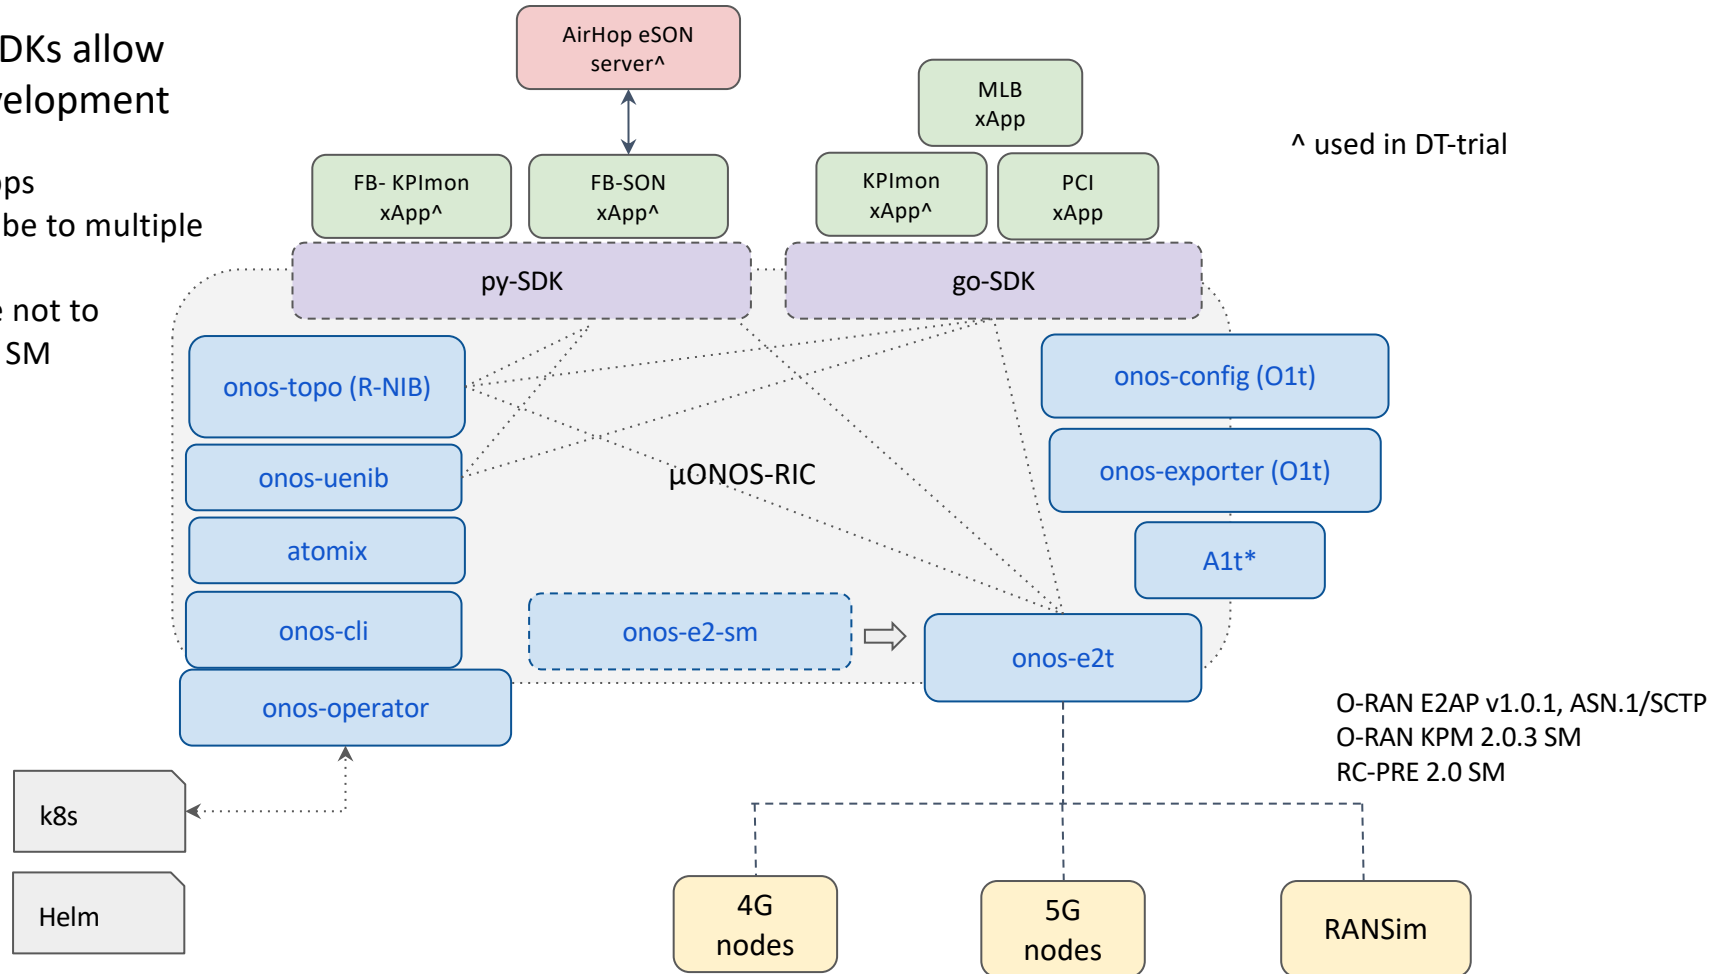 DKs allow
velopment
ops
be to multiple
e not to
SM
AirHop eSON
server^
MLB
xApp
^ used in DT-trial
FB- KPImon
xApp^
FB-SON
xApp^
KPImon
xApp^
PCI
xApp
py-SDK
go-SDK
onos-topo (R-NIB)
onos-config (O1t)
onos-uenib
µONOS-RIC
onos-exporter (O1t)
atomix
A1t*
onos-cli
onos-e2-sm
onos-e2t
onos-operator
O-RAN E2AP v1.0.1, ASN.1/SCTP
O-RAN KPM 2.0.3 SM
RC-PRE 2.0 SM
k8s
Helm
4G
nodes
5G
nodes
RANSim